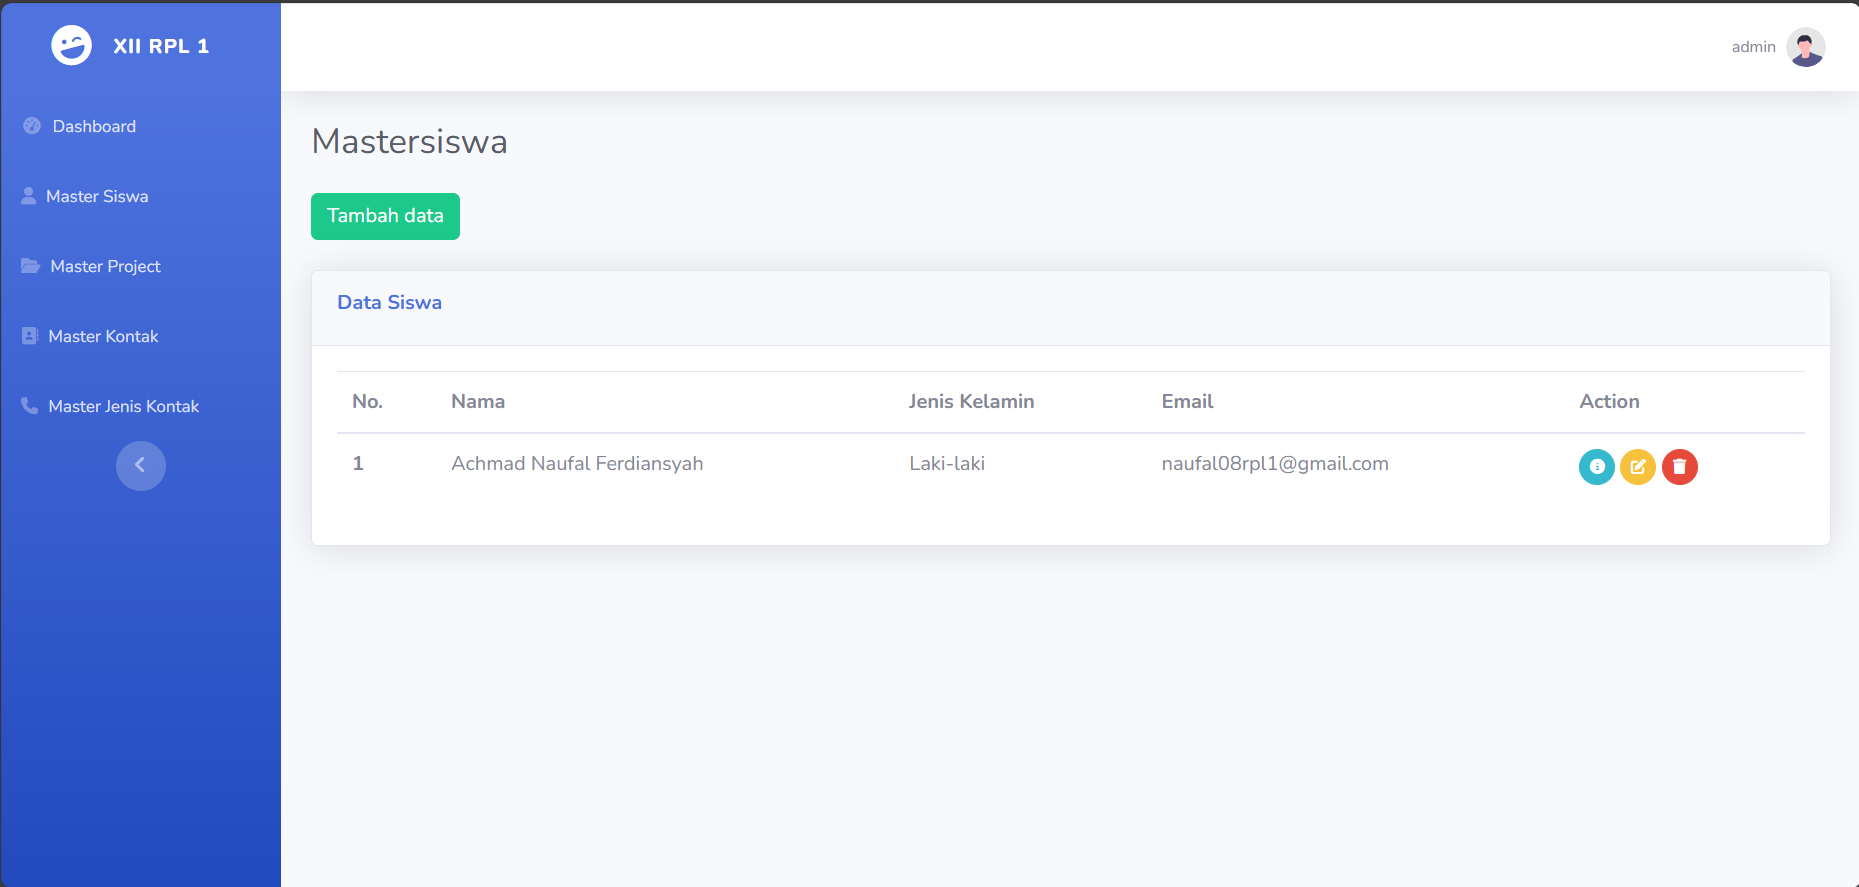 XII RPL 1
admin
Dashboard
Master Siswa
Master Project
Master Kontak
Master Jenis Kontak
Mastersiswa
Tambah data
Data Siswa
No. Nama Jenis Kelamin Email Action
1 Achmad Naufal Ferdiansyah Laki-laki naufal08rpl1@gmail.com